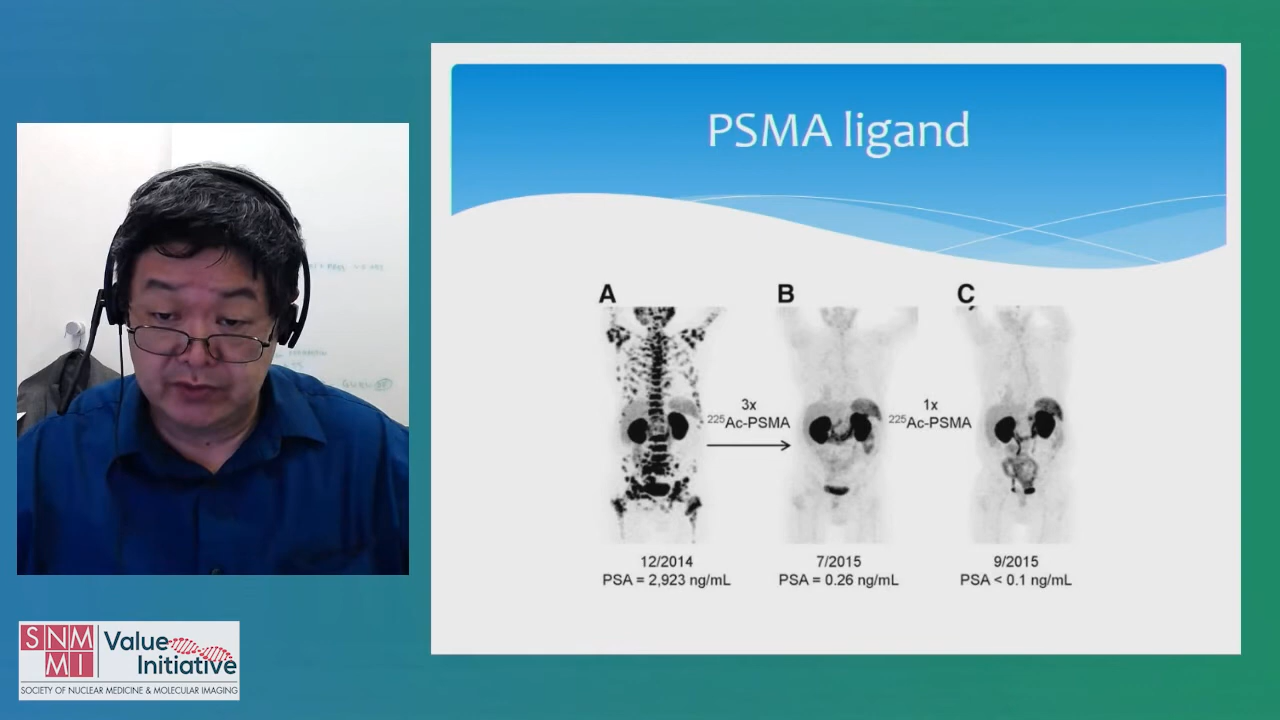 PSMA ligand
A
B
C
3x
225Ac-PSMA
1x
225Ac-PSMA
12/2014
PSA = 2,923 ng/mL
7/2015
PSA = 0.26 ng/mL
9/2015
PSA < 0.1 ng/mL
SNM
MI
Value
Initiative
SOCIETY OF NUCLEAR MEDICINE & MOLECULAR IMAGING